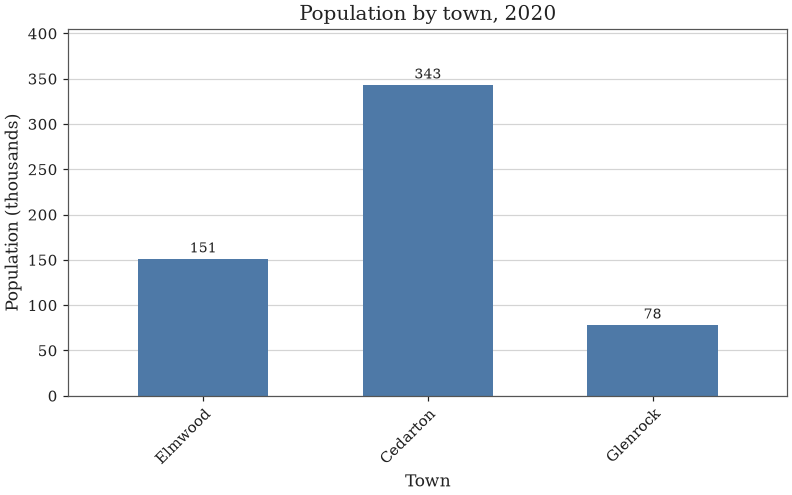 Population by town, 2020
Population (thousands)
400
350
300
250
200
150
100
50
0
151
343
78
Elmwood
Cedarton
Glenrock
Town